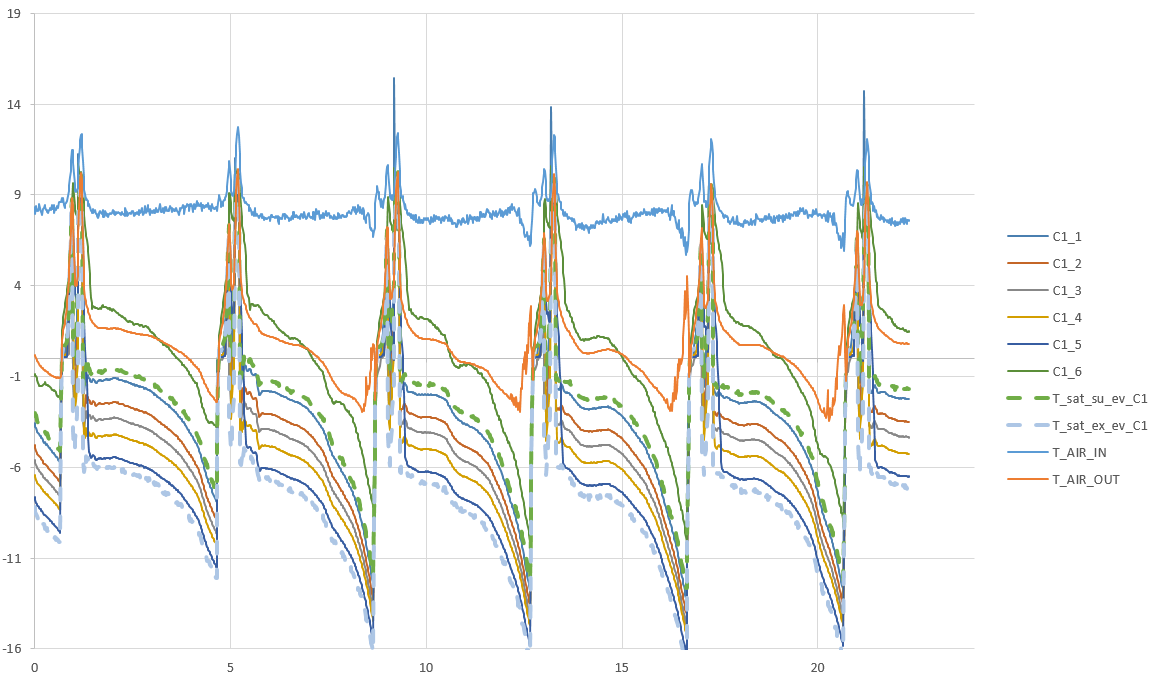 19
14
9
4
-1
-6
-11
-16
0 5 10 15 20
C1_1
C1_2
C1_3
C1_4
C1_5
C1_6
T_sat_su_ev_C1
T_sat_ex_ev_C1
T_AIR_IN
T_AIR_OUT